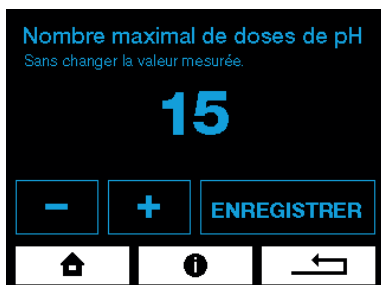 Nombre maximal de doses de pH
Sans changer la valeur mesurée.
15
− + ENREGISTRER